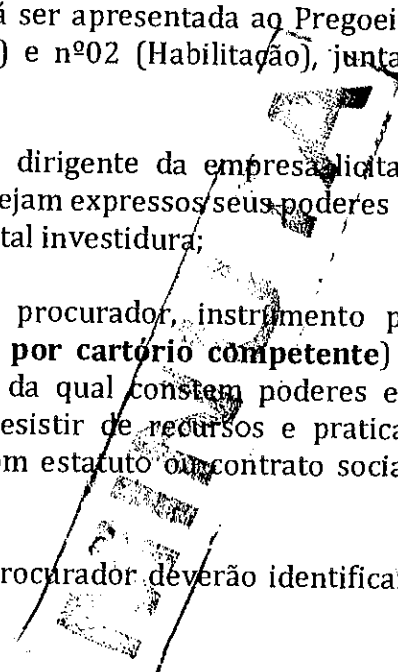 á ser apresentada ao Pregoei
) e nº02 (Habilitação), junta
dirigente da empresa licita
ejam expressos seus poderes
tal investidura;
procurador, instrumento p
por cartório competente)
da qual constem poderes e
esistir de recursos e pratica
om estatuto ou contrato socia
rocurador deverão identifica